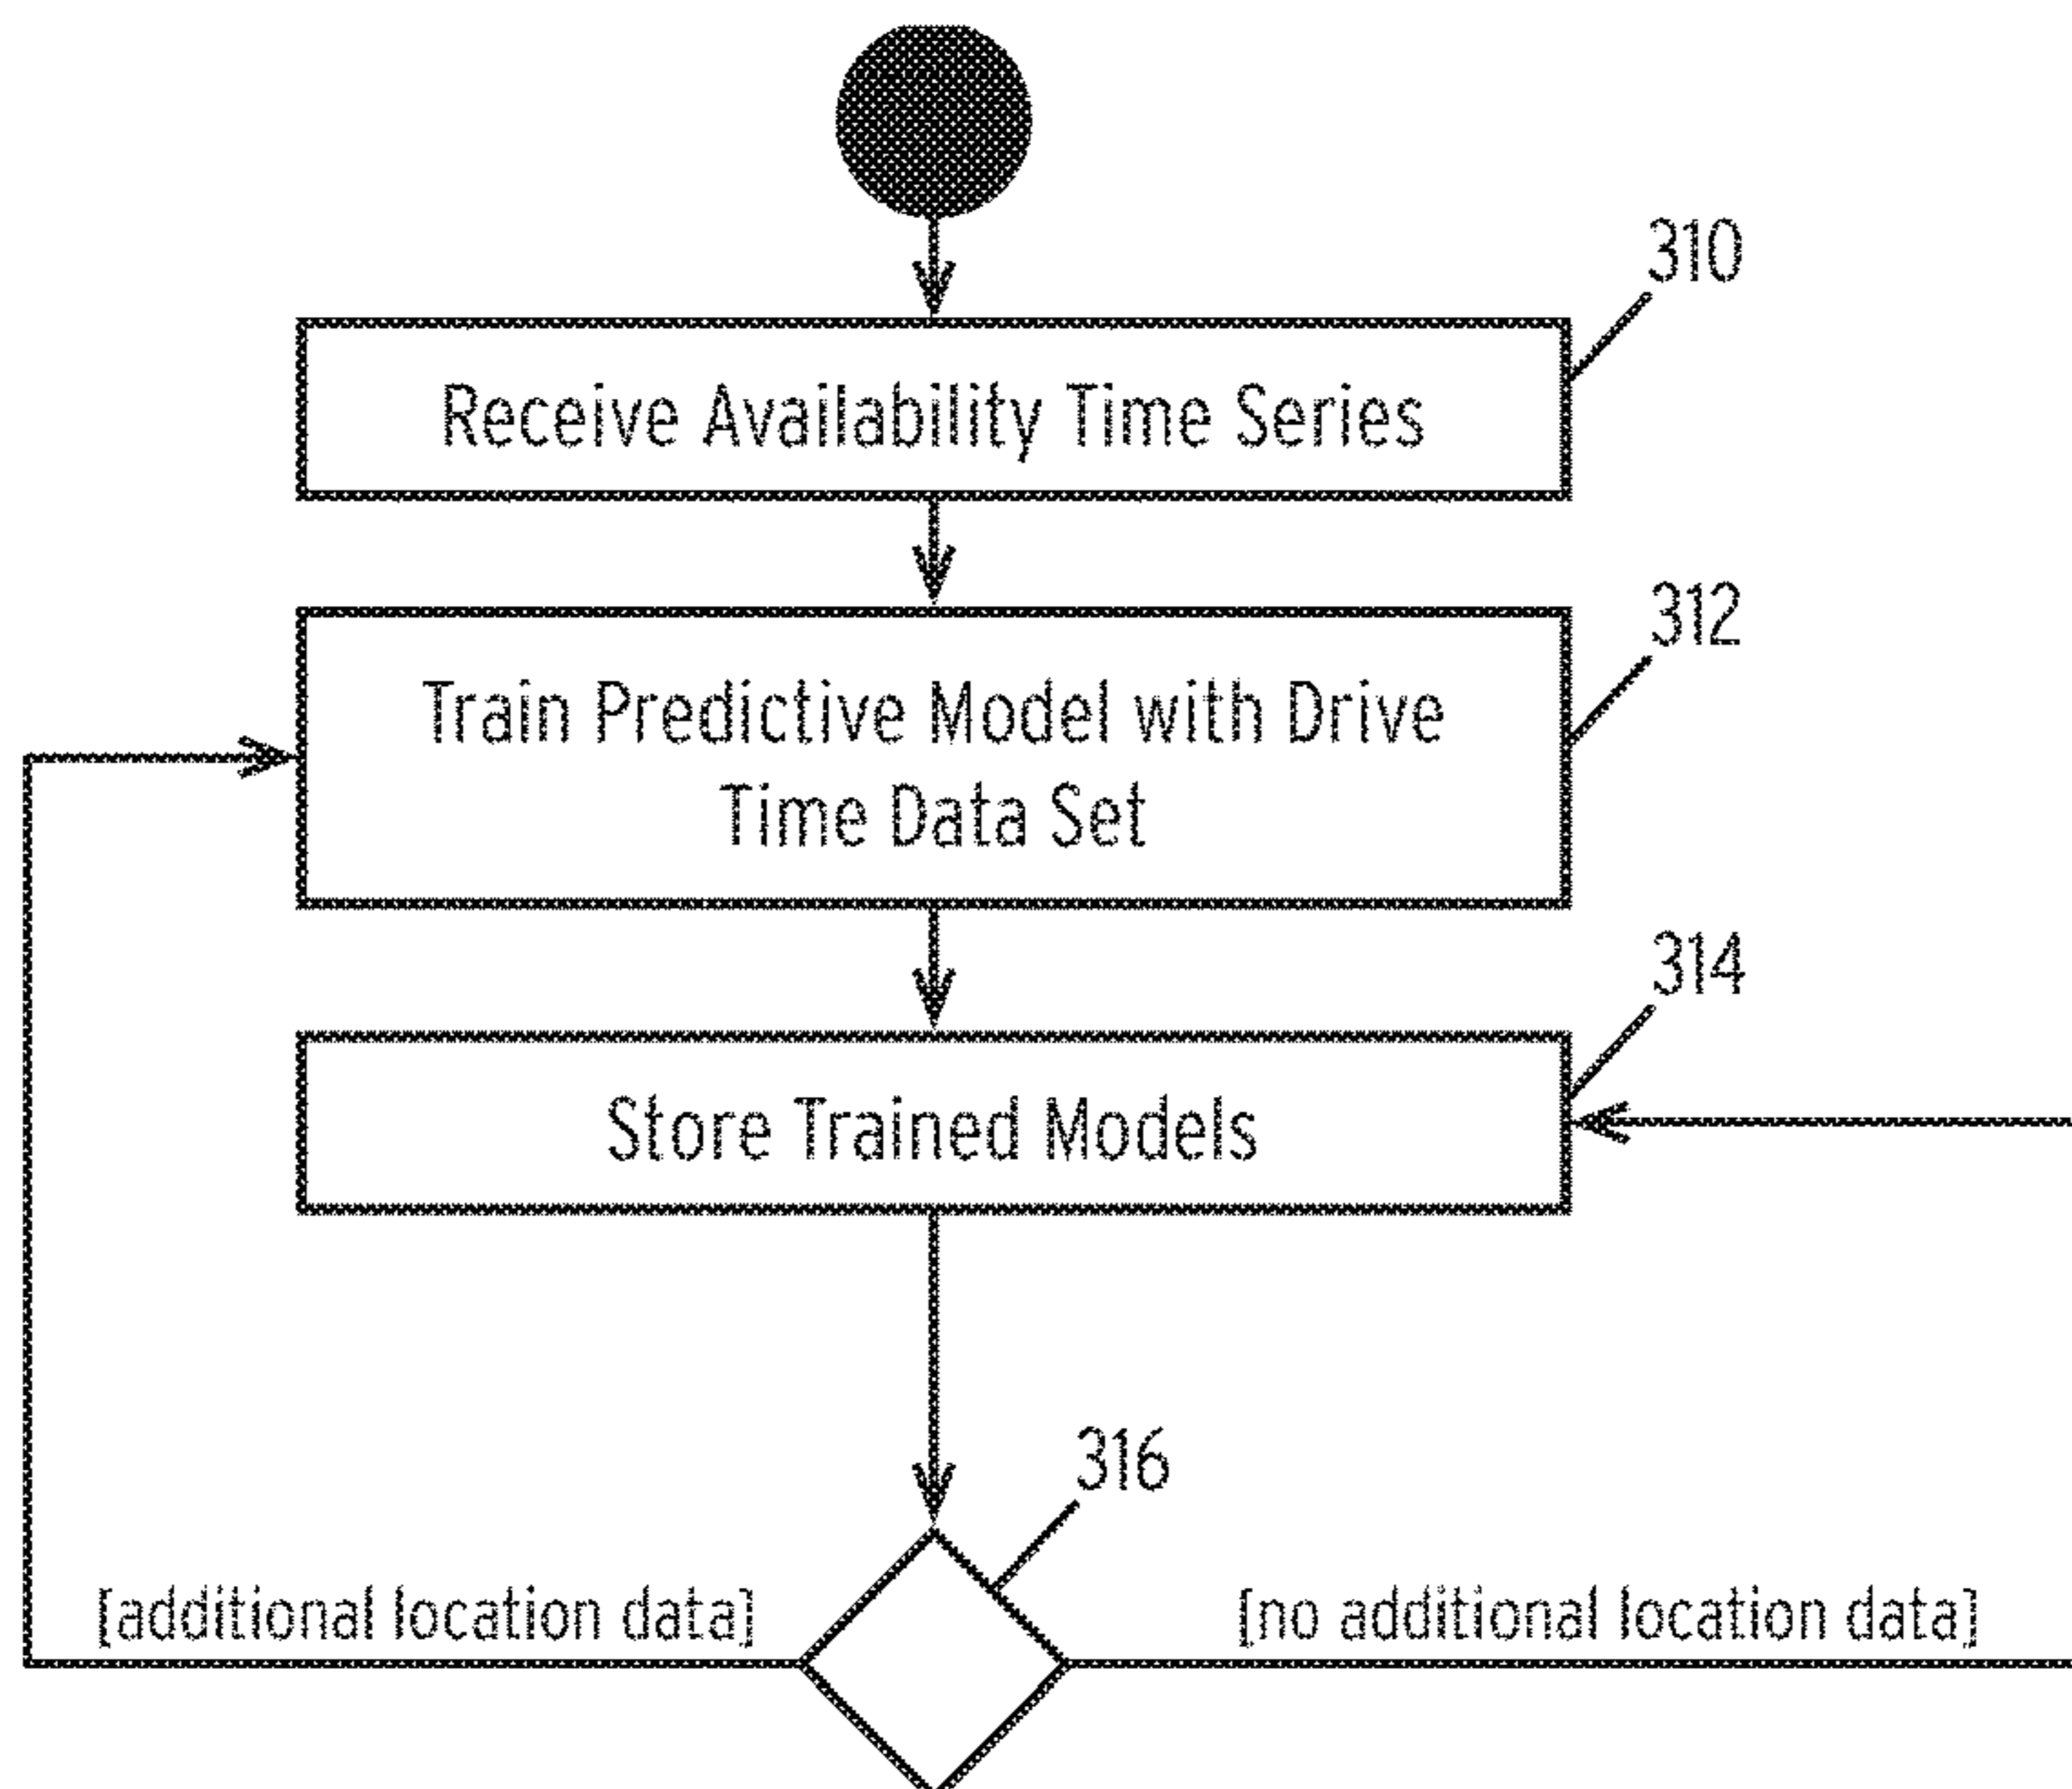 310
Receive Availability Time Series
312
Train Predictive Model with Drive
Time Data Set
314
Store Trained Models
316
[additional location data]
[no additional location data]